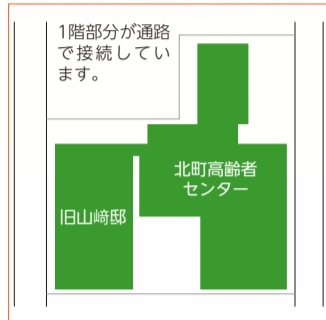 1階部分が通路
で接続してい
ます。
北町高齢者
センター
旧山﨑邸